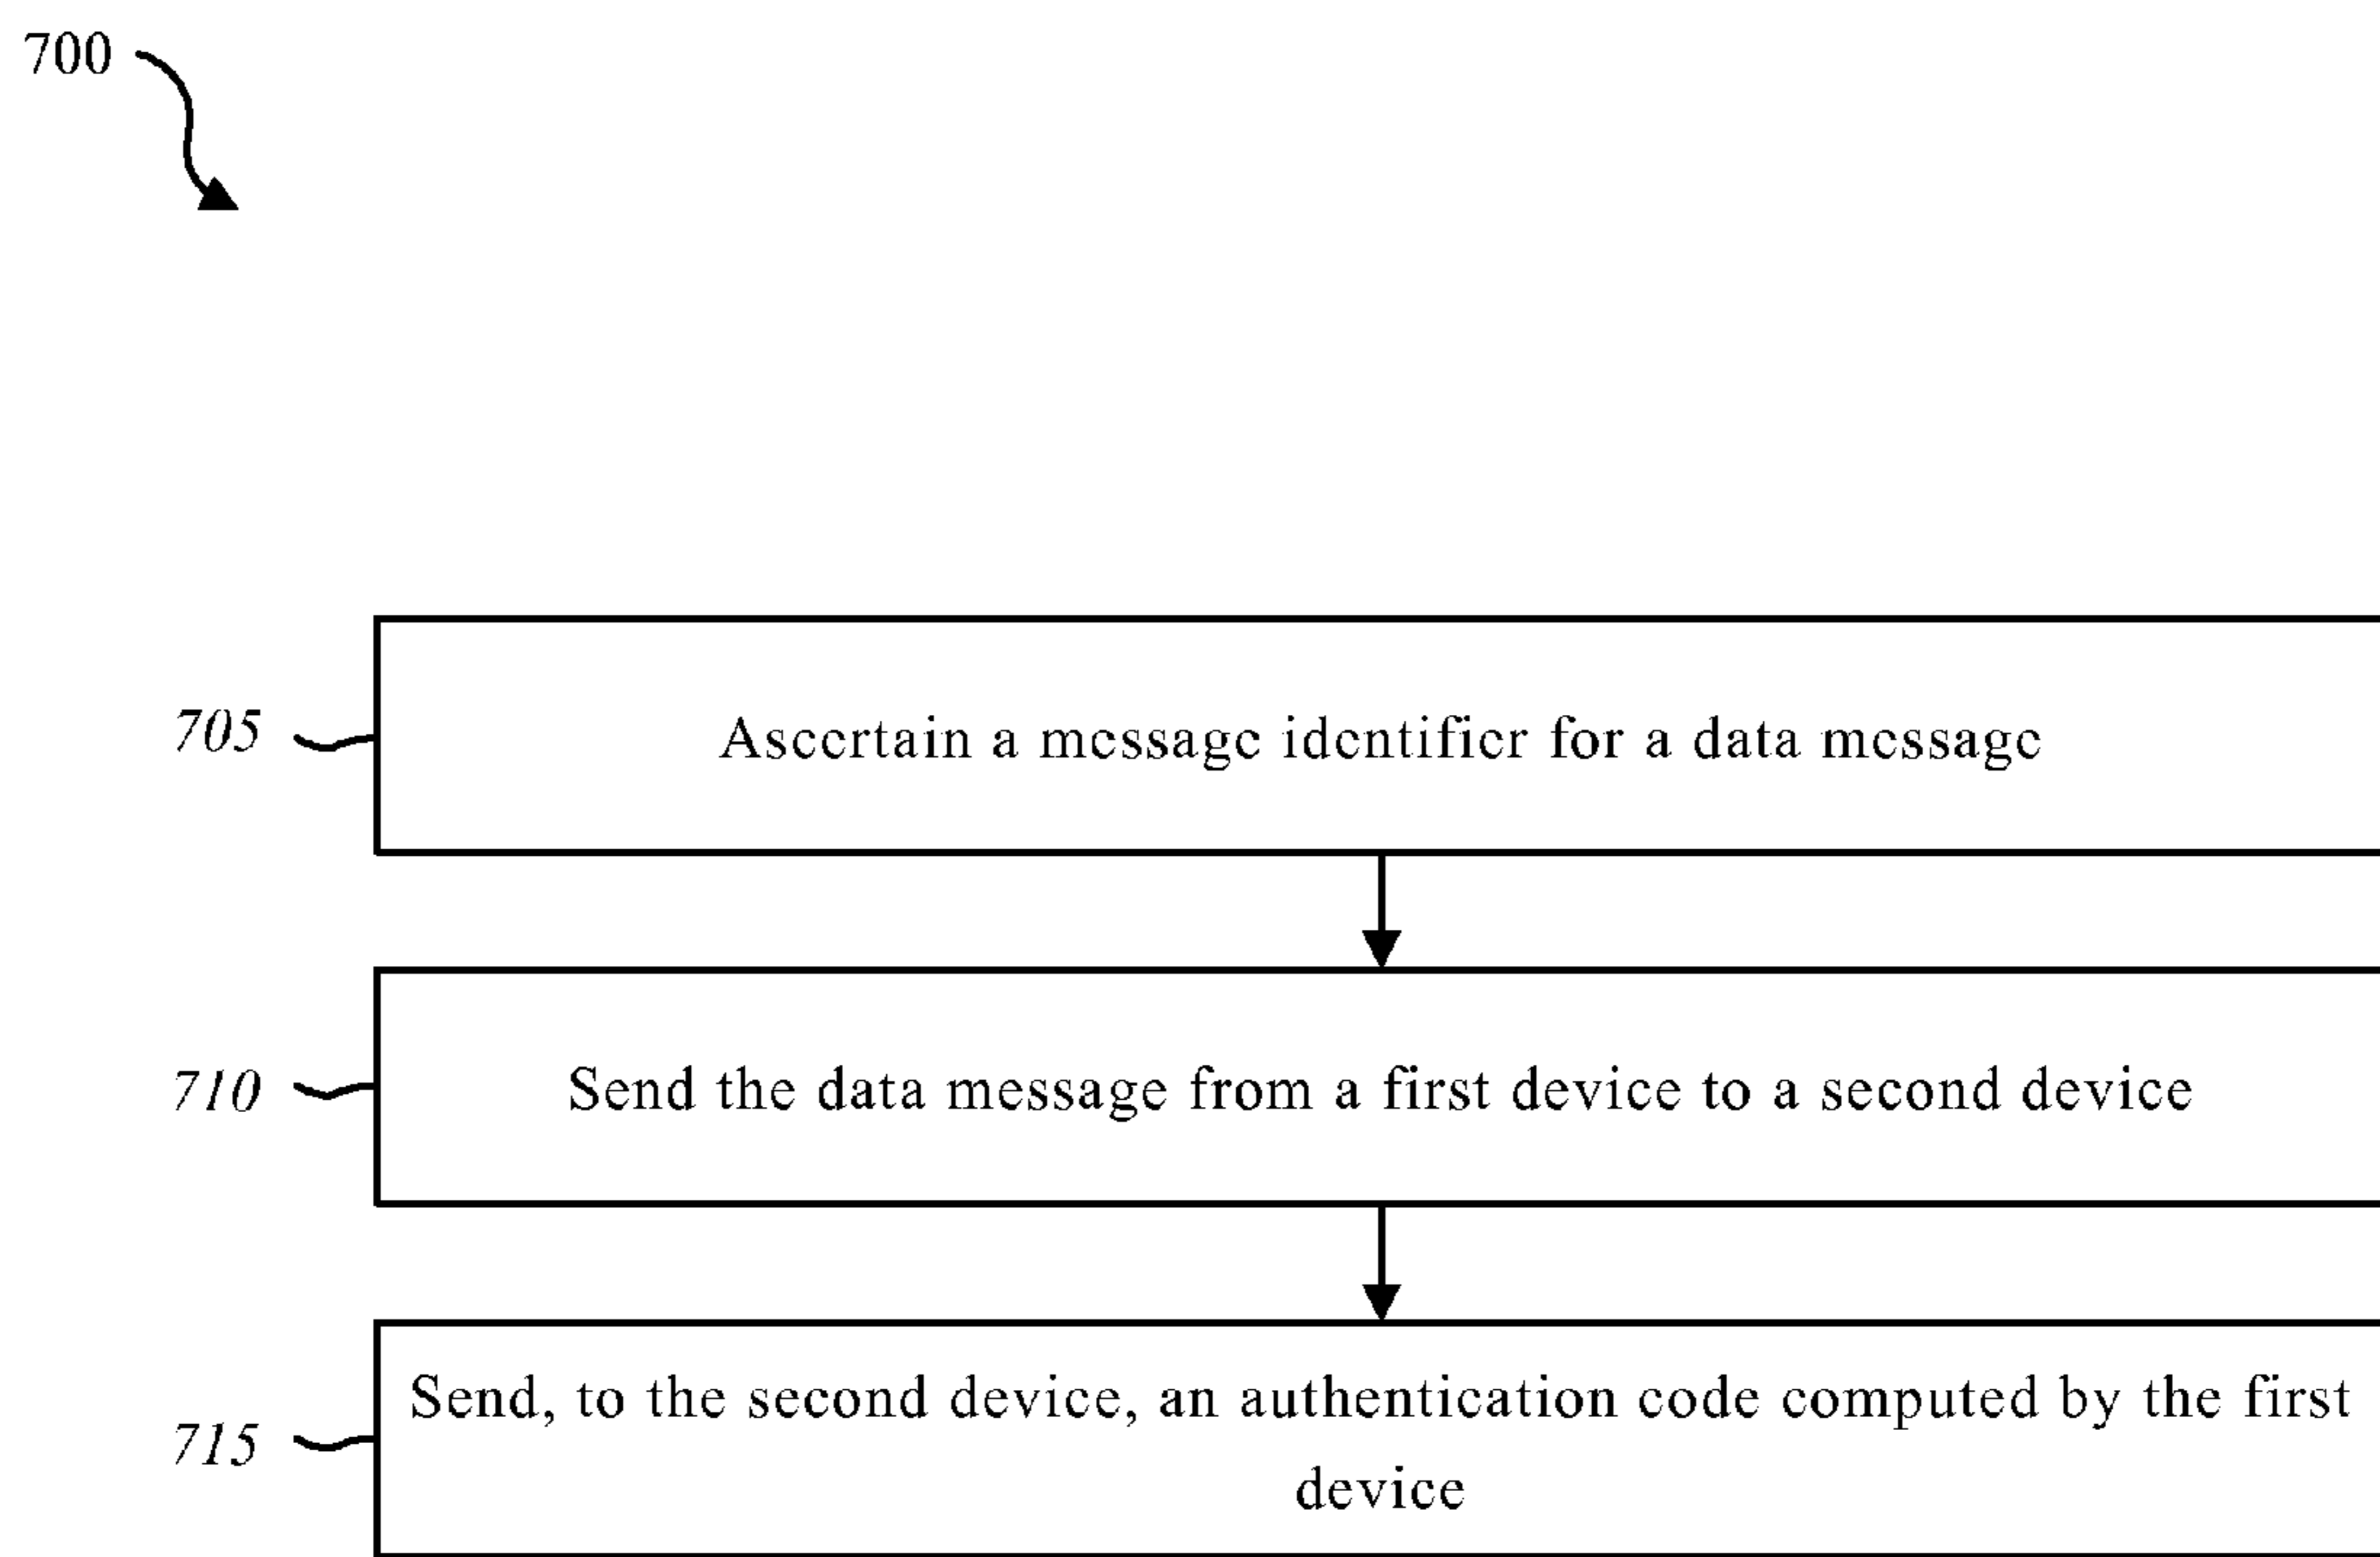 700
705
Ascertain a message identifier for a data message
710
Send the data message from a first device to a second device
715
Send, to the second device, an authentication code computed by the first
device